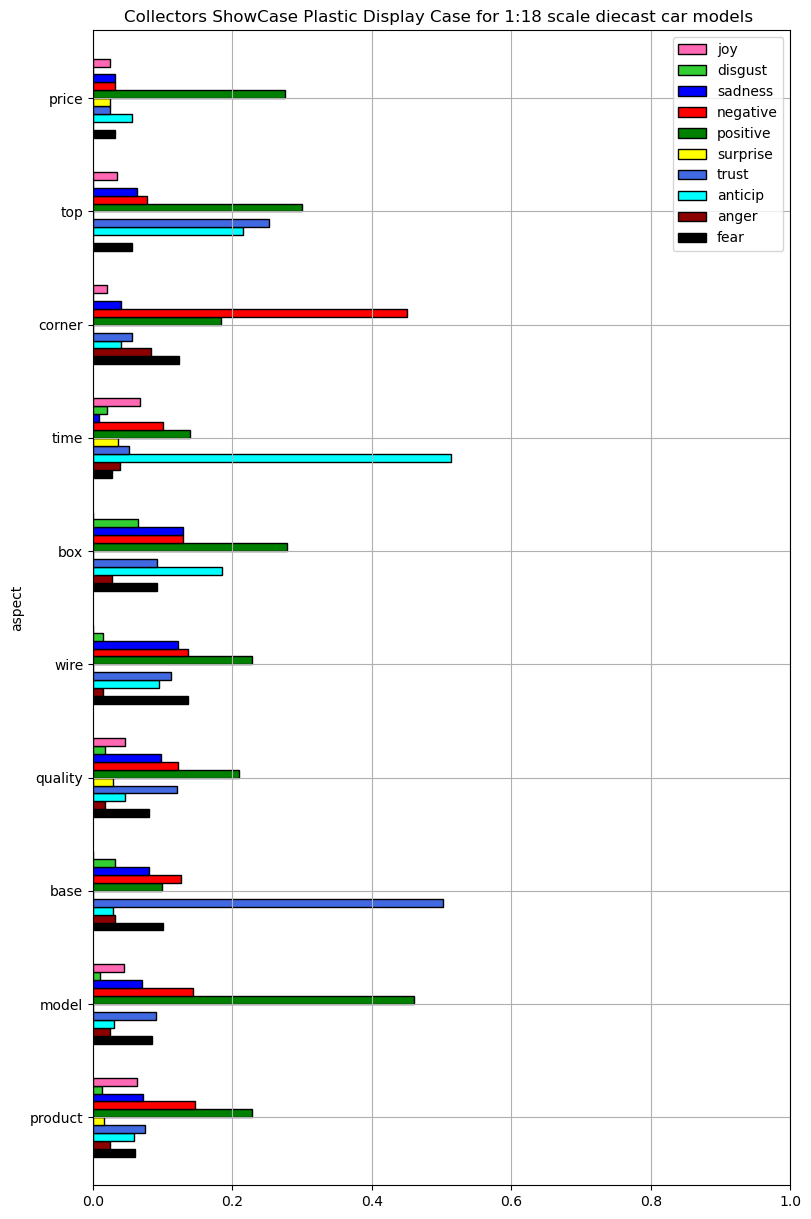 Collectors ShowCase Plastic Display Case for 1:18 scale diecast car models
joy
disgust
sadness
negative
positive
surprise
trust
anticip
anger
fear
price
top
corner
time
box
wire
quality
base
model
product
aspect
0.0 0.2 0.4 0.6 0.8 1.0